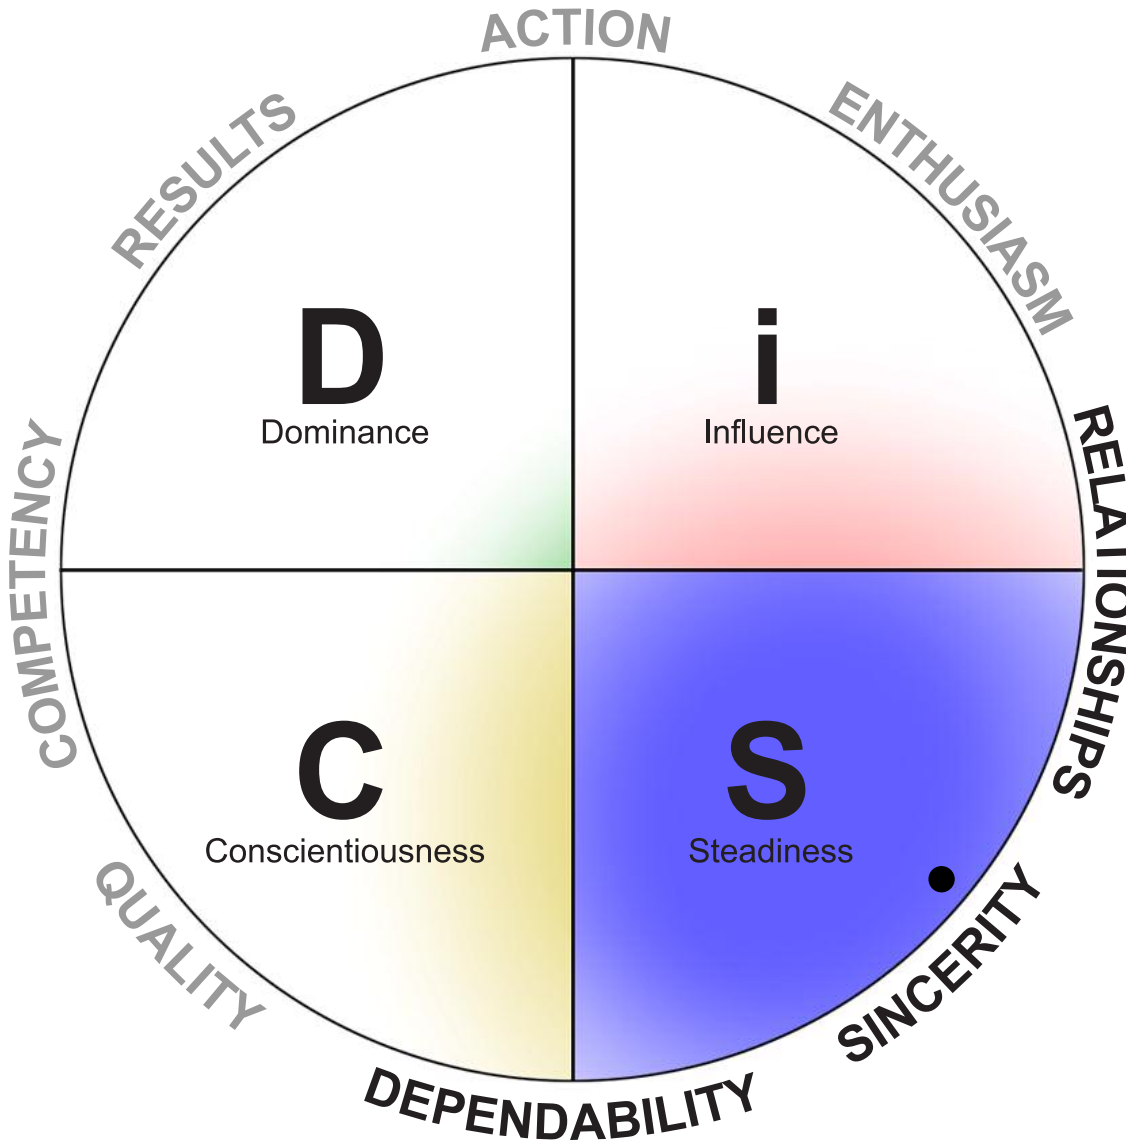 ACTION
RESULTS
ENTHUSIASM
D
Dominance
i
Influence
COMPETENCY
RELATIONSHIPS
C
Conscientiousness
S
Steadiness
QUALITY
SINCERITY
DEPENDABILITY